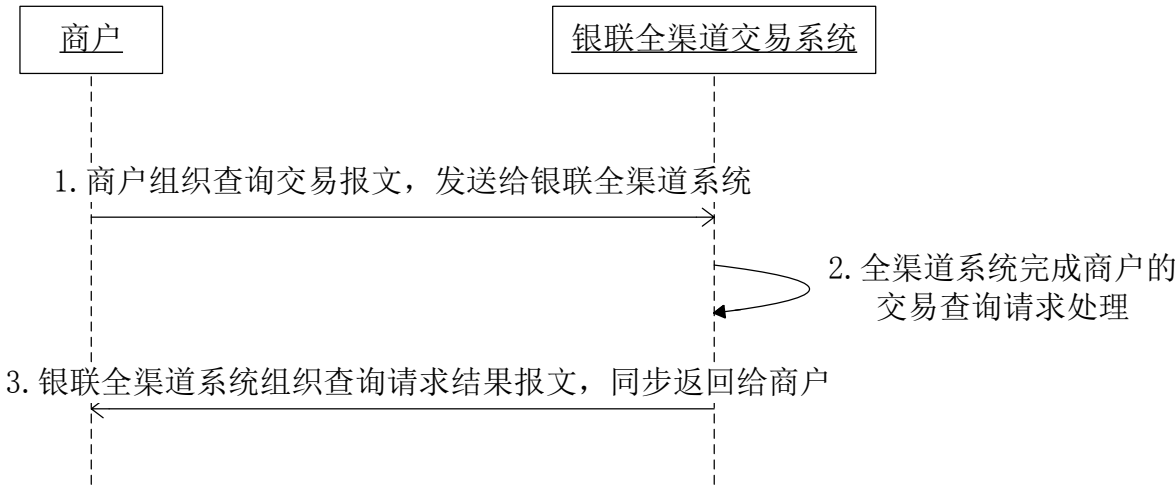 商户
银联全渠道交易系统
1.商户组织查询交易报文，发送给银联全渠道系统
2.全渠道系统完成商户的
交易查询请求处理
3.银联全渠道系统组织查询请求结果报文，同步返回给商户